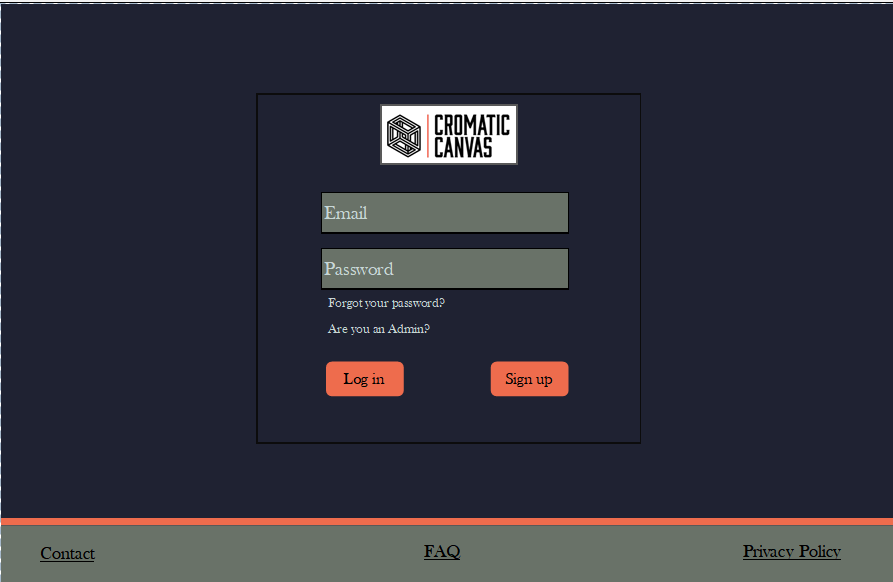 CROMATIC
CANVAS
Email
Password
Forgot your password?
Are you an Admin?
Log in
Sign up
Contact
FAQ
Privacy Policy